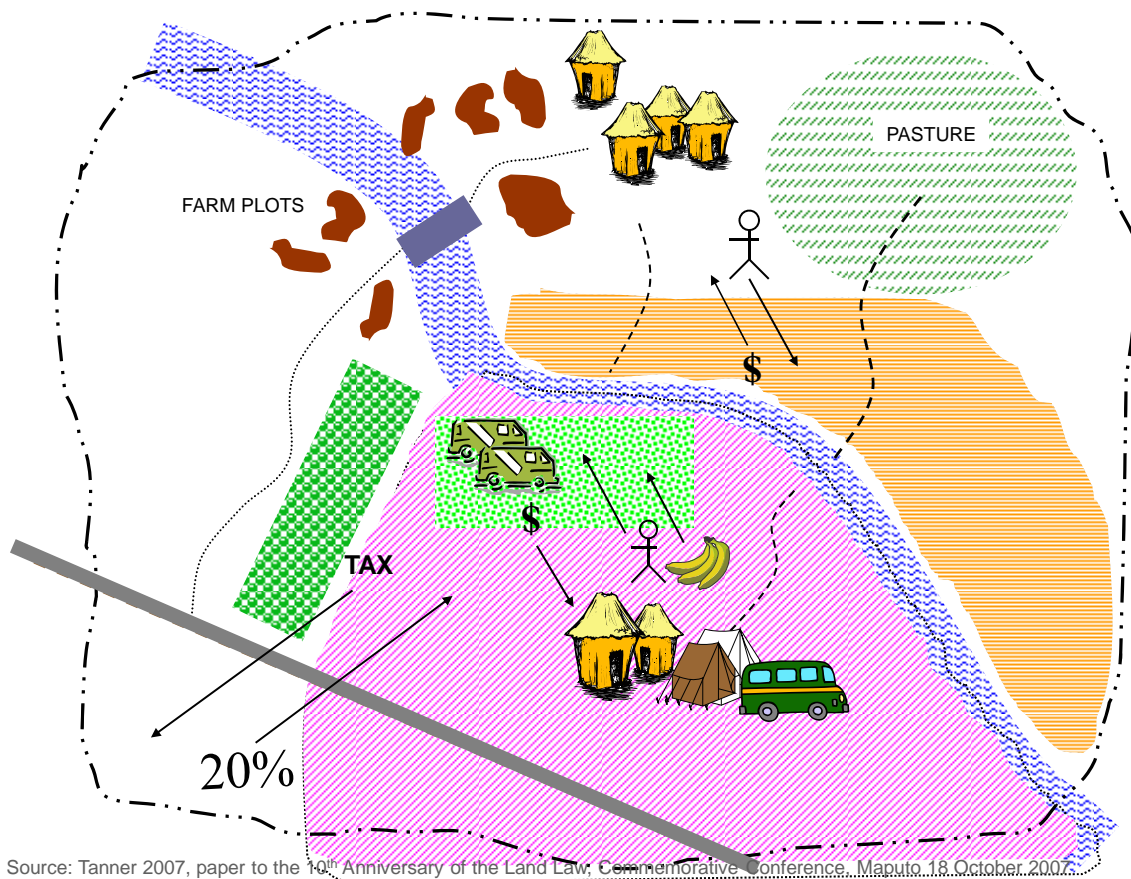 PASTURE
FARM PLOTS
$
$
TAX
20%
Source: Tanner 2007, paper to the 10th Anniversary of the Land Law, Commemorative Conference, Maputo 18 October 2007.